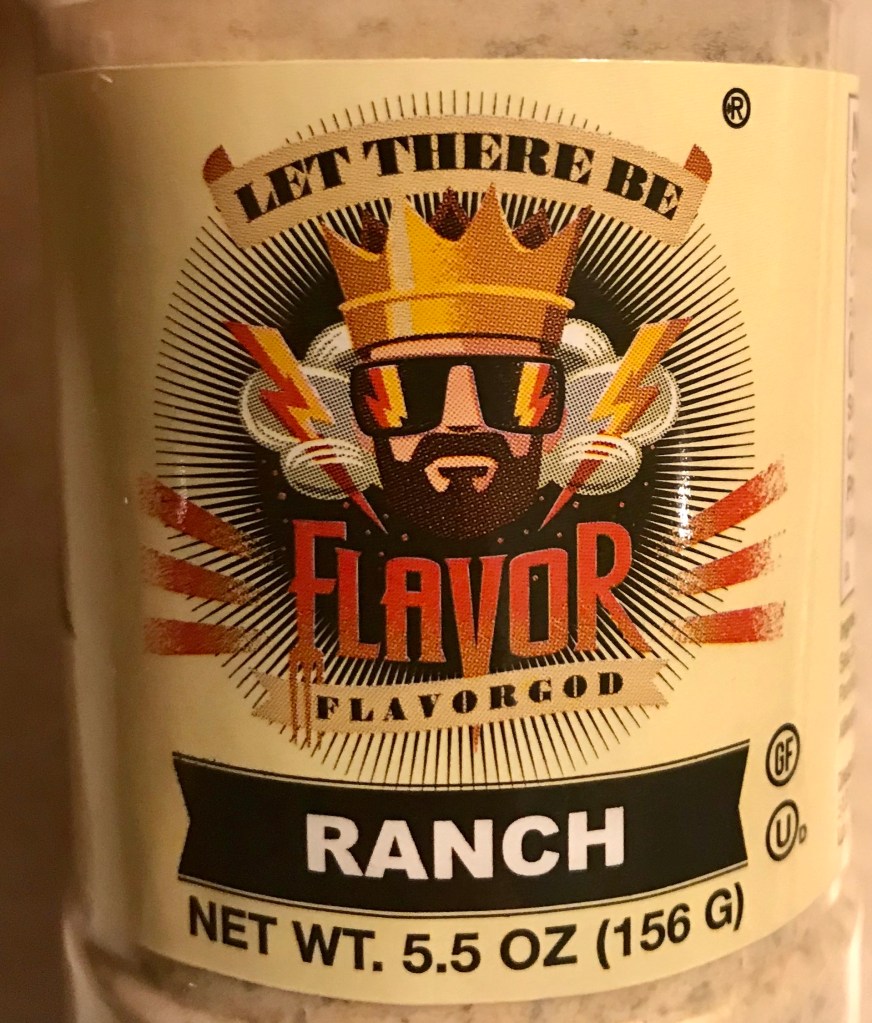 ®
LET THERE BE
FLAVOR
FLAVORGOD
GF
RANCH
U D
NET WT. 5.5 OZ (156 G)